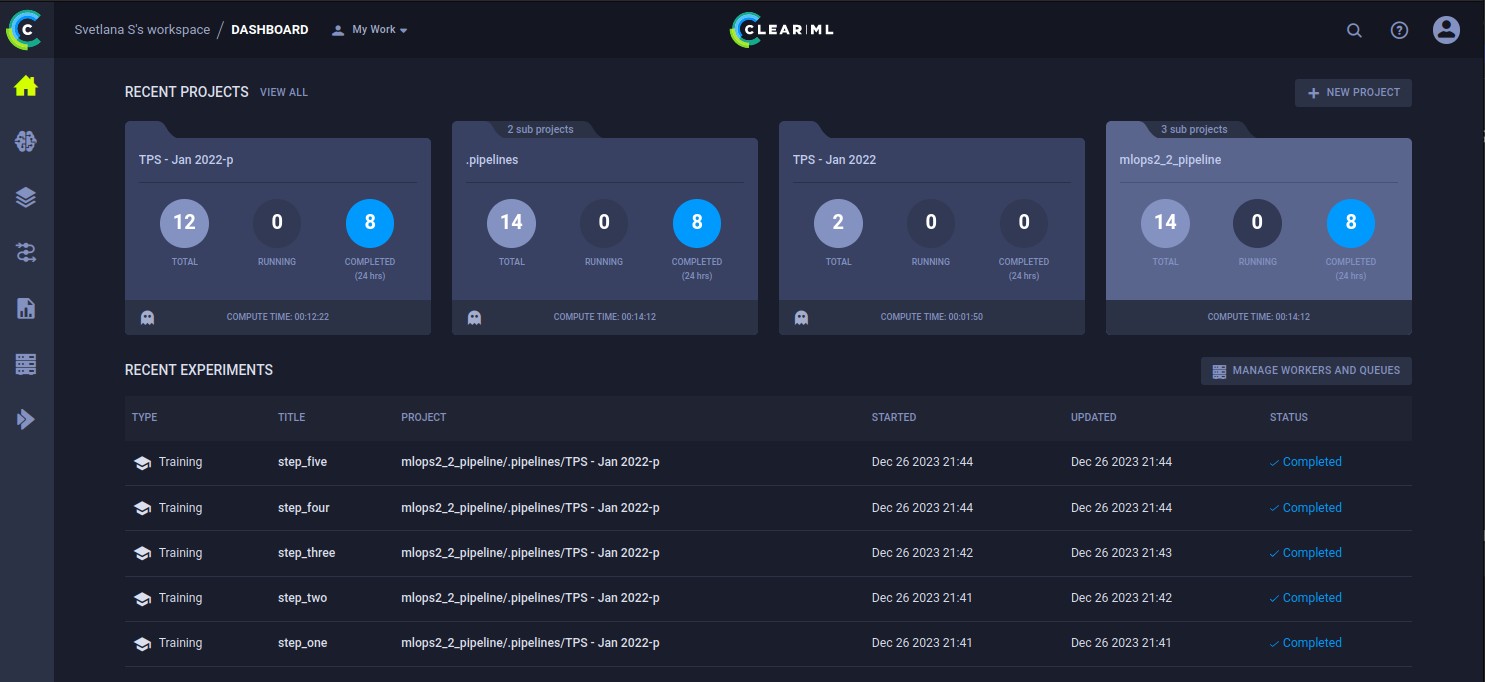 Svetlana S's workspace / DASHBOARD My Work
CLEAR|ML
RECENT PROJECTS VIEW ALL
+ NEW PROJECT
TPS - Jan 2022-p
12 0 8
TOTAL RUNNING COMPLETED
(24 hrs)
COMPUTE TIME: 00:12:22
2 sub projects
.pipelines
14 0 8
TOTAL RUNNING COMPLETED
(24 hrs)
COMPUTE TIME: 00:14:12
TPS - Jan 2022
2 0 0
TOTAL RUNNING COMPLETED
(24 hrs)
COMPUTE TIME: 00:01:50
3 sub projects
mlops2_2_pipeline
14 0 8
TOTAL RUNNING COMPLETED
(24 hrs)
COMPUTE TIME: 00:14:12
RECENT EXPERIMENTS
MANAGE WORKERS AND QUEUES
TYPE TITLE PROJECT STARTED UPDATED STATUS
Training step_five mlops2_2_pipeline/.pipelines/TPS - Jan 2022-p Dec 26 2023 21:44 Dec 26 2023 21:44 Completed
Training step_four mlops2_2_pipeline/.pipelines/TPS - Jan 2022-p Dec 26 2023 21:44 Dec 26 2023 21:44 Completed
Training step_three mlops2_2_pipeline/.pipelines/TPS - Jan 2022-p Dec 26 2023 21:42 Dec 26 2023 21:43 Completed
Training step_two mlops2_2_pipeline/.pipelines/TPS - Jan 2022-p Dec 26 2023 21:41 Dec 26 2023 21:42 Completed
Training step_one mlops2_2_pipeline/.pipelines/TPS - Jan 2022-p Dec 26 2023 21:41 Dec 26 2023 21:41 Completed